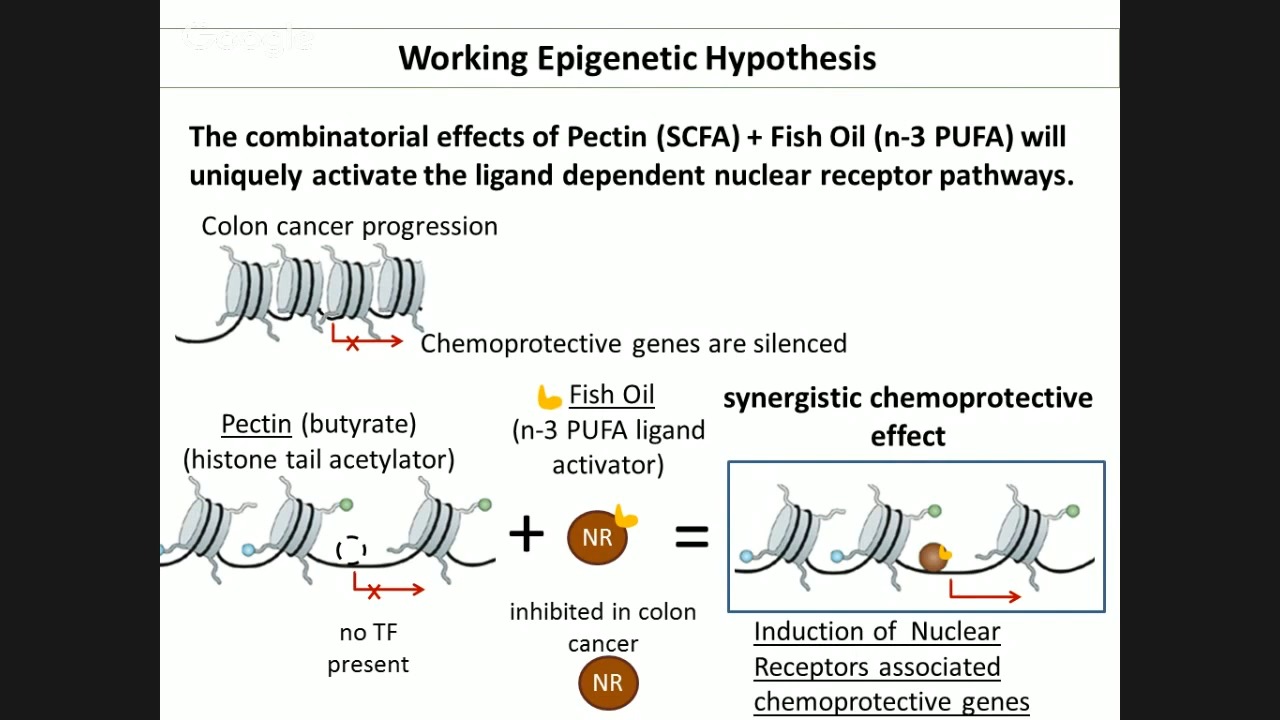 Google
Working Epigenetic Hypothesis
The combinatorial effects of Pectin (SCFA) + Fish Oil (n-3 PUFA) will
uniquely activate the ligand dependent nuclear receptor pathways.
Colon cancer progression
x
Chemoprotective genes are silenced
Pectin (butyrate)
(histone tail acetylator)
x
no TF
present
+
Fish Oil
(n-3 PUFA ligand
activator)
NR
inhibited in colon
cancer
NR
=
synergistic chemoprotective
effect
Induction of Nuclear
Receptors associated
chemoprotective genes